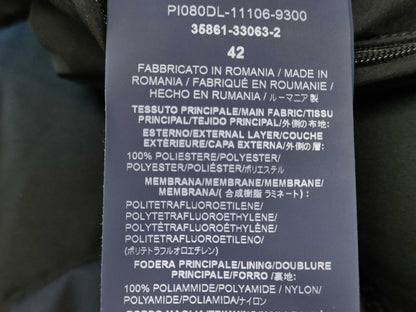 PI080DL-11106-9300
35861-33063-2
42
FABBRICATO IN ROMANIA / MADE IN
ROMANIA / FABRIQUÉ EN ROUMANIE /
HECHO EN RUMANIA / ルーマニア 製
TESSUTO PRINCIPALE/MAIN FABRIC/TISSU
PRINCIPAL/TEJIDO PRINCIPAL/外側の布地:
ESTERNO/EXTERNAL LAYER/COUCHE
EXTÉRIEURE/CAPA EXTERNA/外側の層:
100% POLIESTERE/POLYESTER/
POLYESTER/POLIÉSTER/ポリエステル
MEMBRANA/MEMBRANE/MEMBRANE/
MEMBRANA/( 合成樹脂 ラミネート) :
POLITETRAFLUOROETILENE/
POLYTETRAFLUOROETHYLENE/
POLYTÉTRAFLUOROÉTHYLÈNE/
POLITETRAFLUOROETILENO/
(ポリテトラフルオロエチレン)
FODERA PRINCIPALE/LINING/DOUBLURE
PRINCIPALE/FORRO / 裏地:
100% POLIAMMIDE/POLYAMIDE / NYLON/
POLYAMIDE/POLIAMIDA/ナイロン